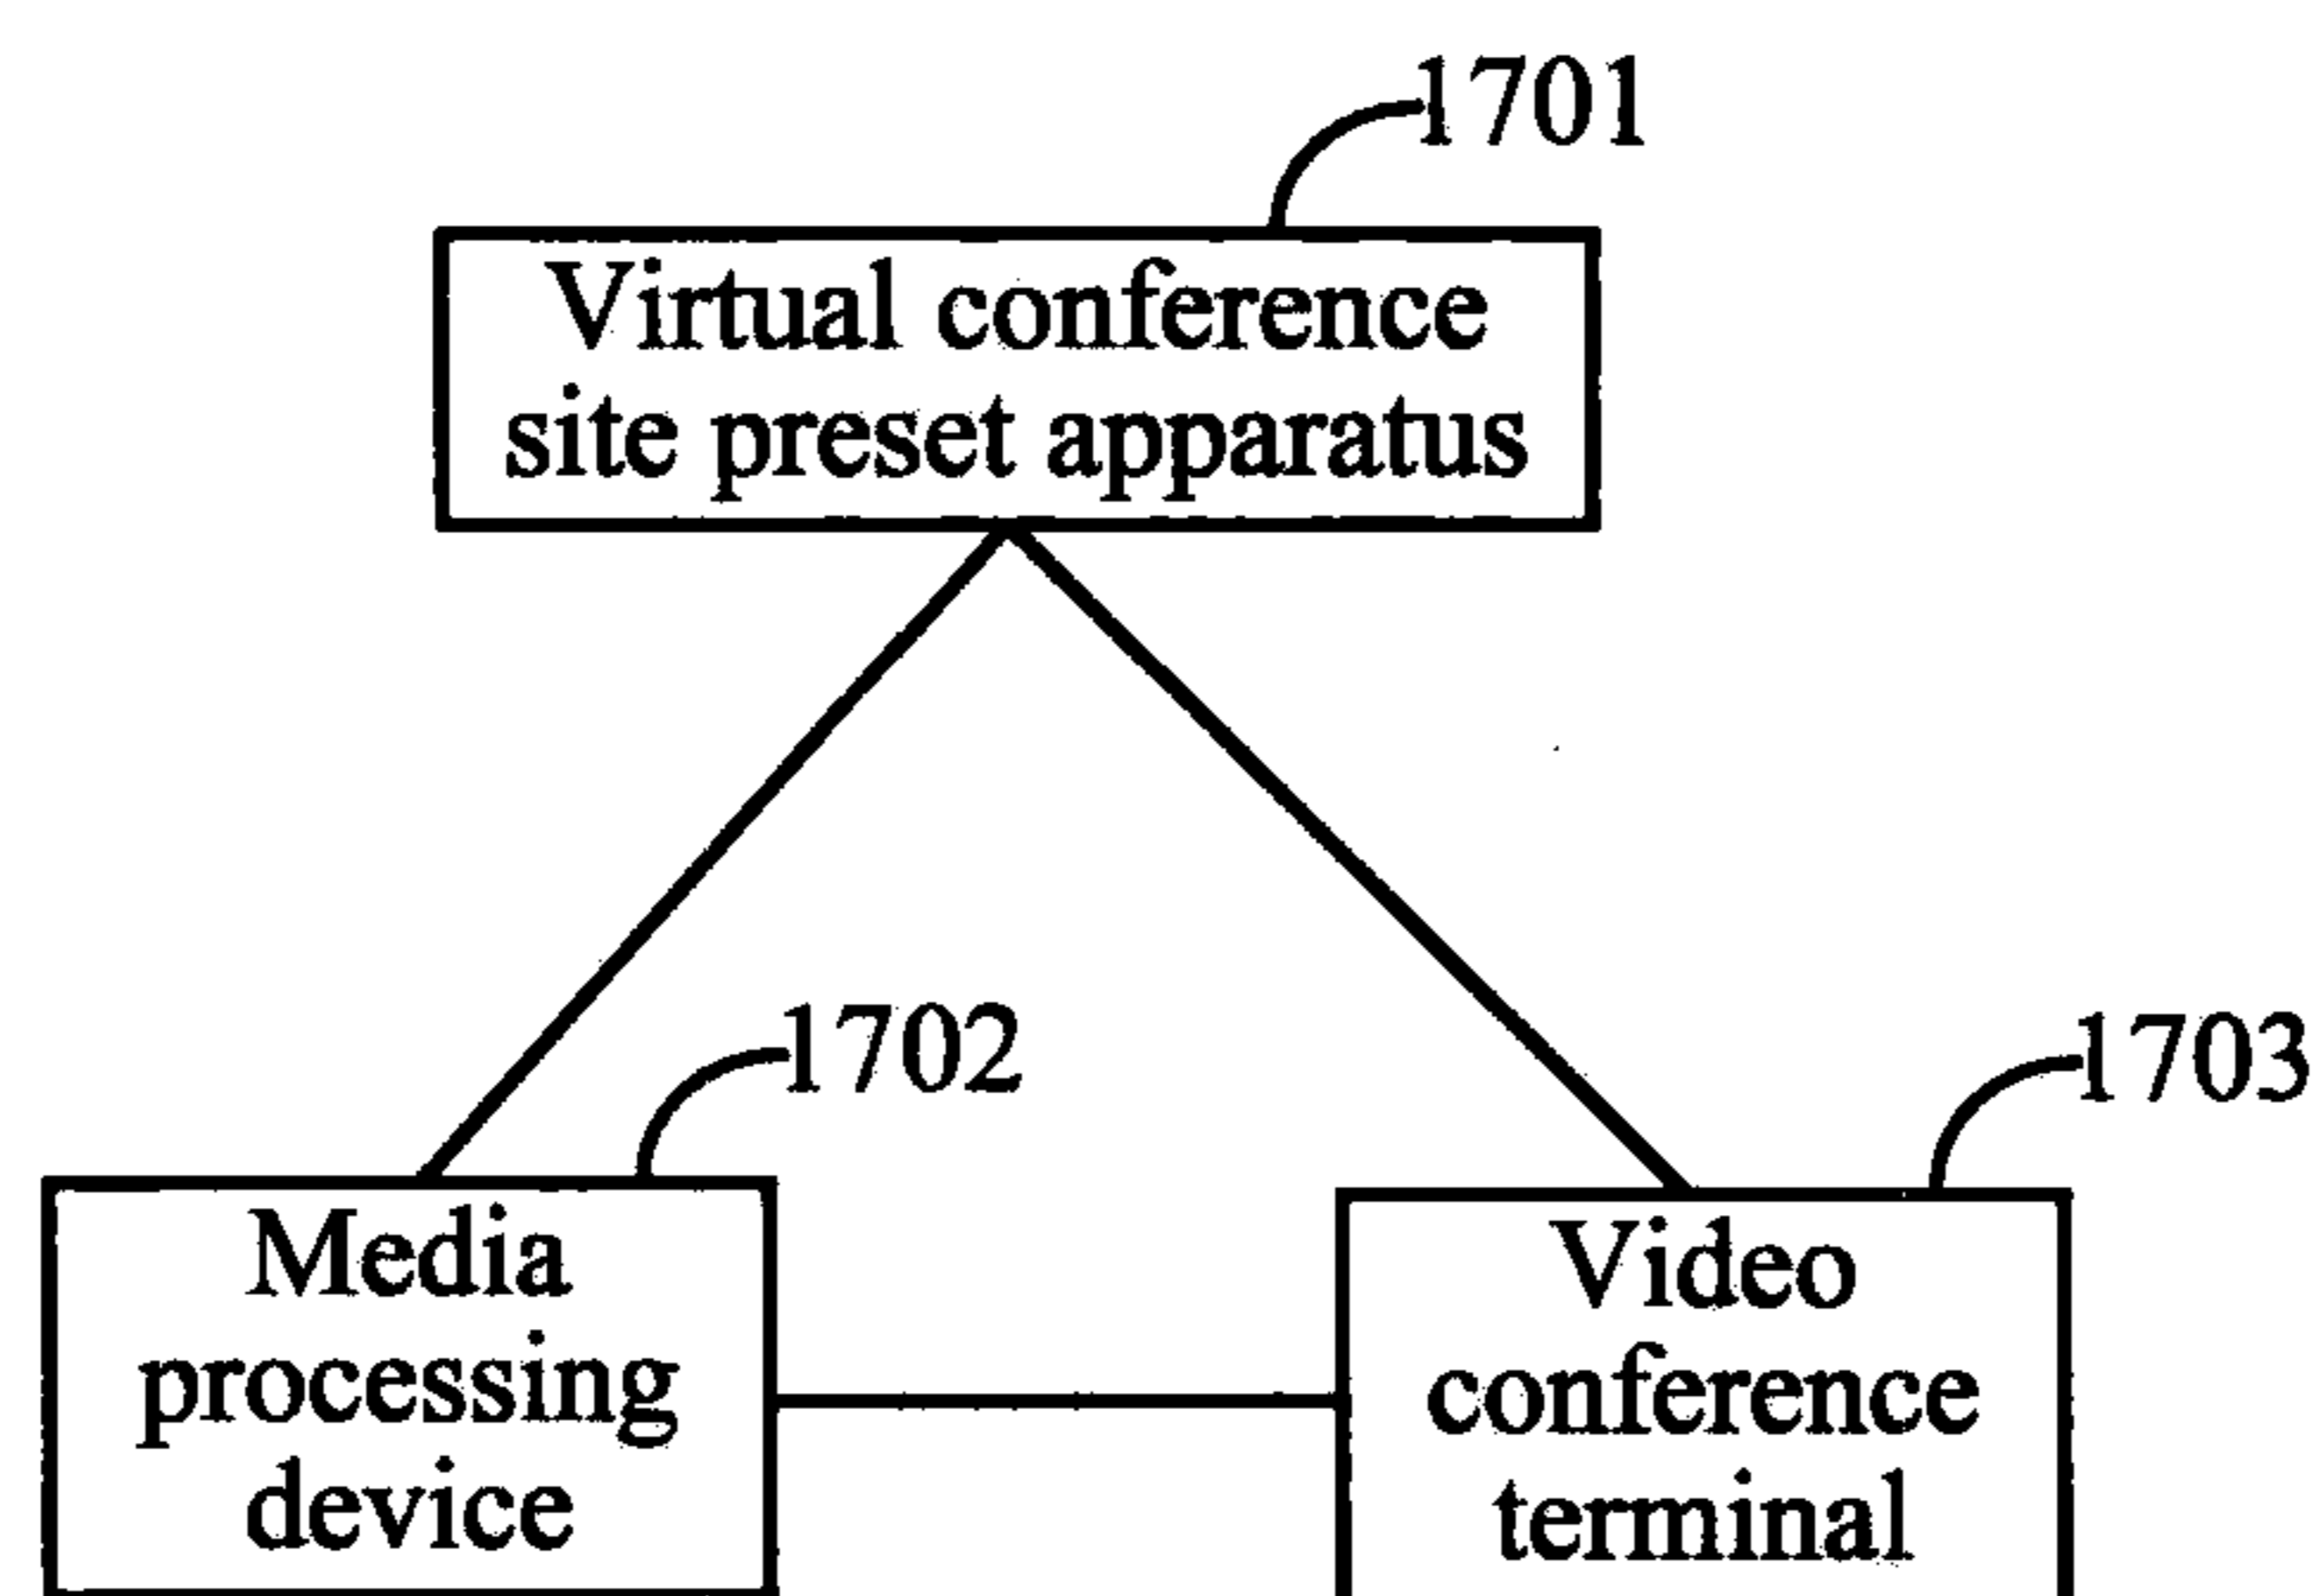 1701
Virtual conference
site preset apparatus
1702
1703
Media
processing
device
Video
conference
terminal